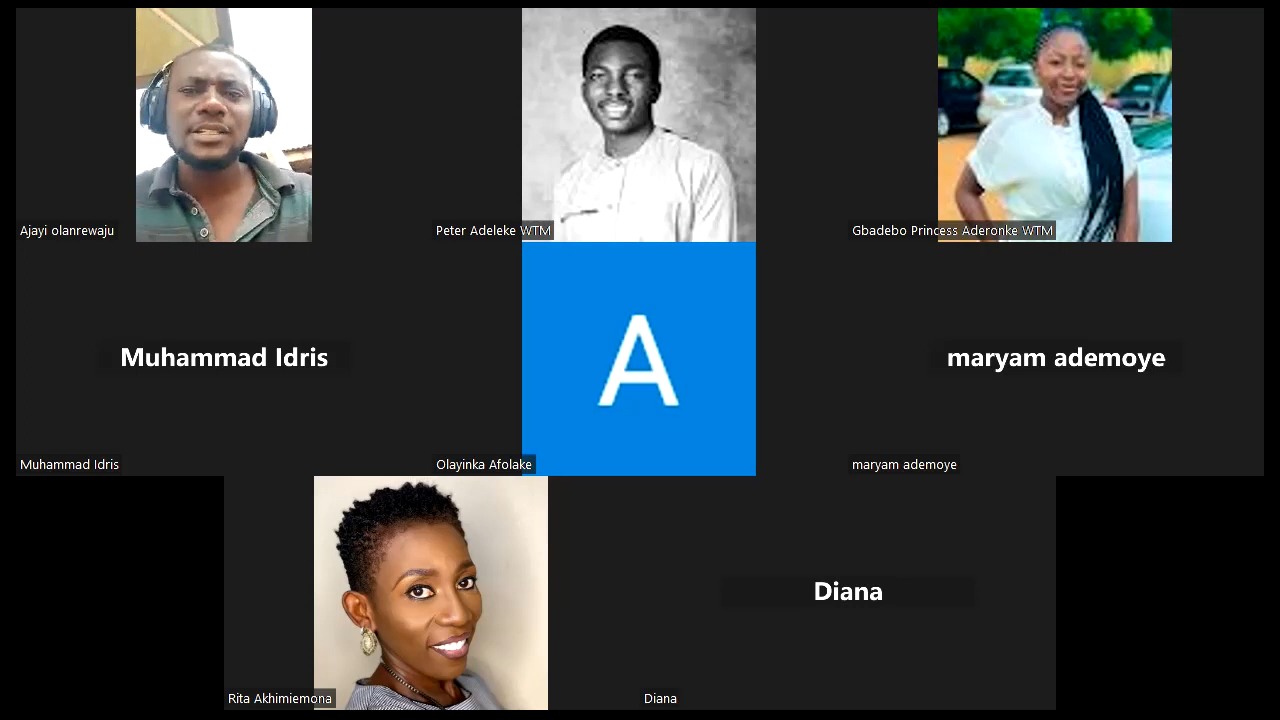 Ajayi olanrewaju
Peter Adeleke WTM
Gbadebo Princess Aderonke WTM
Muhammad Idris
A
maryam ademoye
Muhammad Idris
Olayinka Afolake
maryam ademoye
Diana
Rita Akhimiemona
Diana